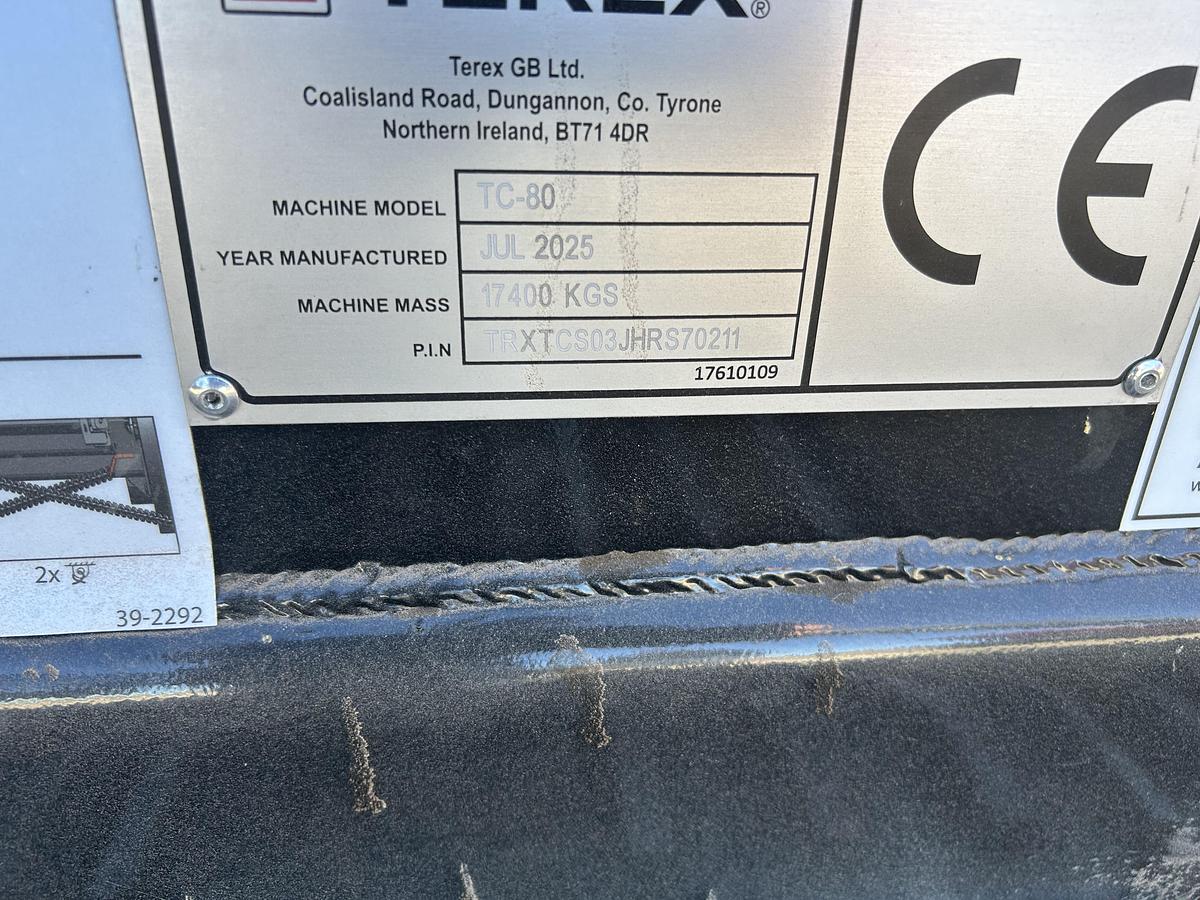 TEREX®
Terex GB Ltd.
Coalisland Road, Dungannon, Co. Tyrone
Northern Ireland, BT71 4DR
MACHINE MODEL TC-80
YEAR MANUFACTURED JUL 2025
MACHINE MASS 17400 KGS
P.I.N TRXTCS03JHRS70211
17610109
CE
2x
39-2292